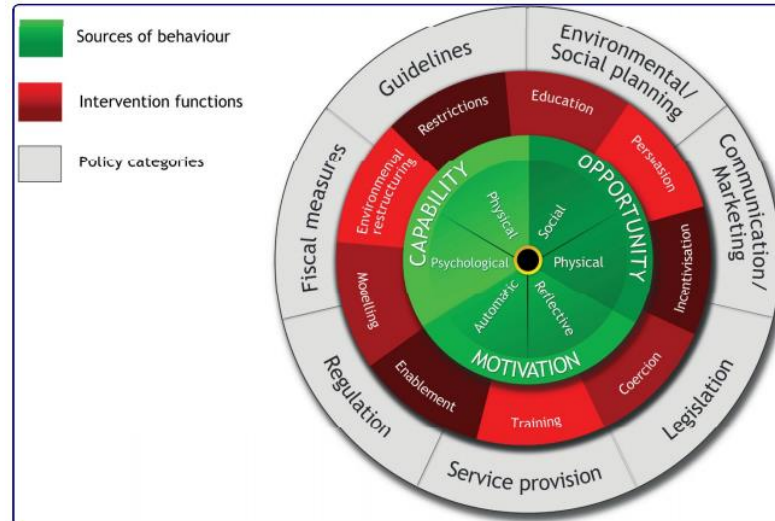 Sources of behaviour
Intervention functions
Policy categories
Guidelines
Environmental/
Social planning
Communication/
Marketing
Legislation
Service provision
Regulation
Fiscal measures
Restrictions
Education
Persuasion
Incentivisation
Coercion
Training
Enablement
Modelling
Environmental
restructuring
CAPABILITY
OPPORTUNITY
MOTIVATION
Physical
Social
Psychological
Physical
Automatic
Reflective